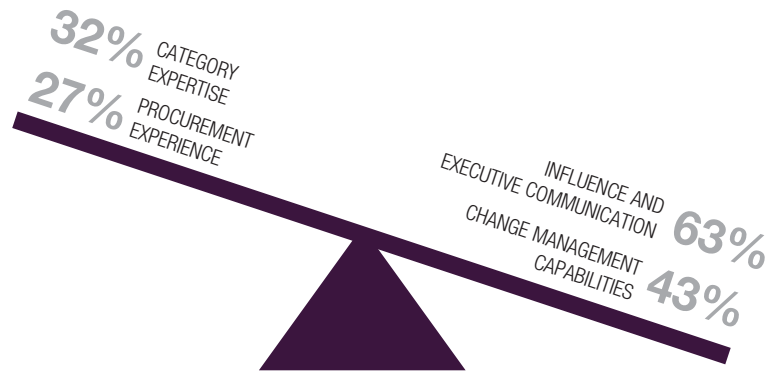 32% CATEGORY
EXPERTISE
27% PROCUREMENT
EXPERIENCE
INFLUENCE AND
EXECUTIVE COMMUNICATION 63%
CHANGE MANAGEMENT
CAPABILITIES 43%